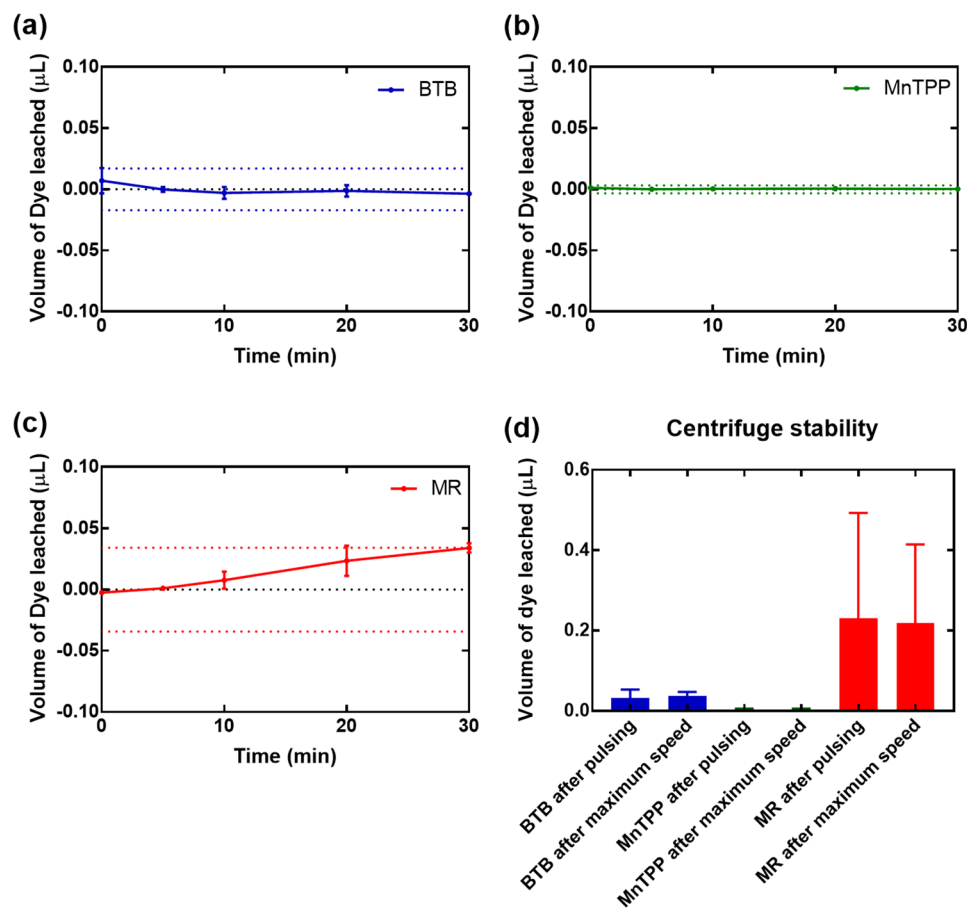 (a)
Volume of Dye leached (μL)
0.10
0.05
0.00
-0.05
-0.10
BTB
0
10
20
30
Time (min)
(b)
Volume of Dye leached (μL)
0.10
0.05
0.00
-0.05
-0.10
MnTPP
0
10
20
30
Time (min)
(c)
Volume of Dye leached (μL)
0.10
0.05
0.00
-0.05
-0.10
MR
0
10
20
30
Time (min)
(d)
Centrifuge stability
Volume of dye leached (μL)
0.6
0.4
0.2
0.0
BTB after pulsing
BTB after maximum speed
MnTPP after pulsing
MnTPP after maximum speed
MR after pulsing
MR after maximum speed